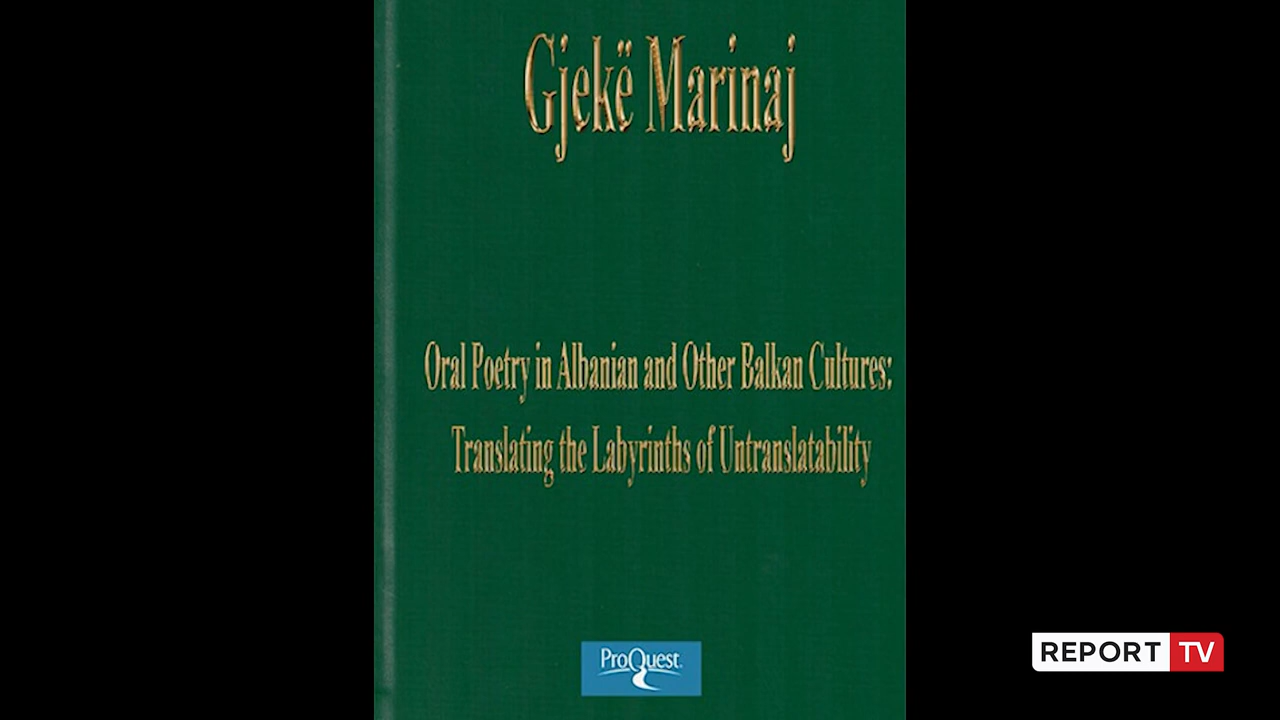 Gjekë Marinaj
Oral Poetry in Albanian and Other Balkan Cultures:
Translating the Labyrinths of Untranslatability
ProQuest
REPORT TV